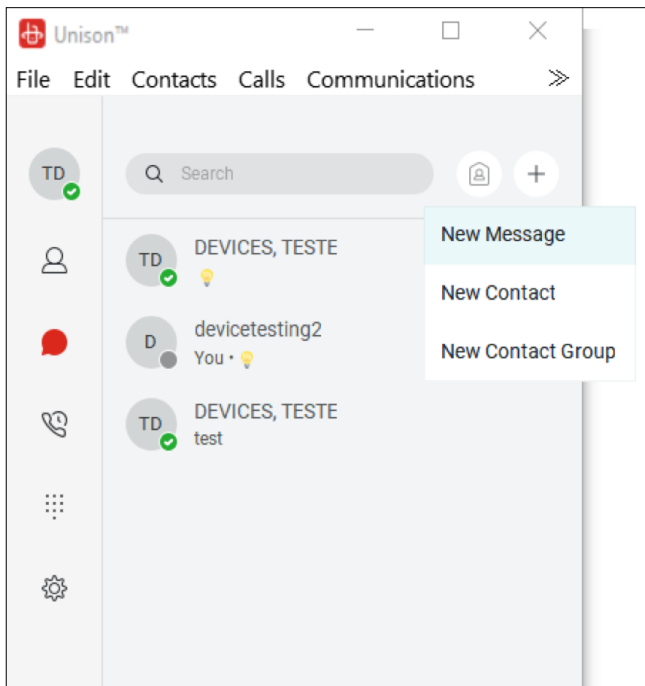 Unison™
File Edit Contacts Calls Communications
TD
Search
New Message
New Contact
New Contact Group
TD
DEVICES, TESTE
D
devicetesting2
You •
TD
DEVICES, TESTE
test